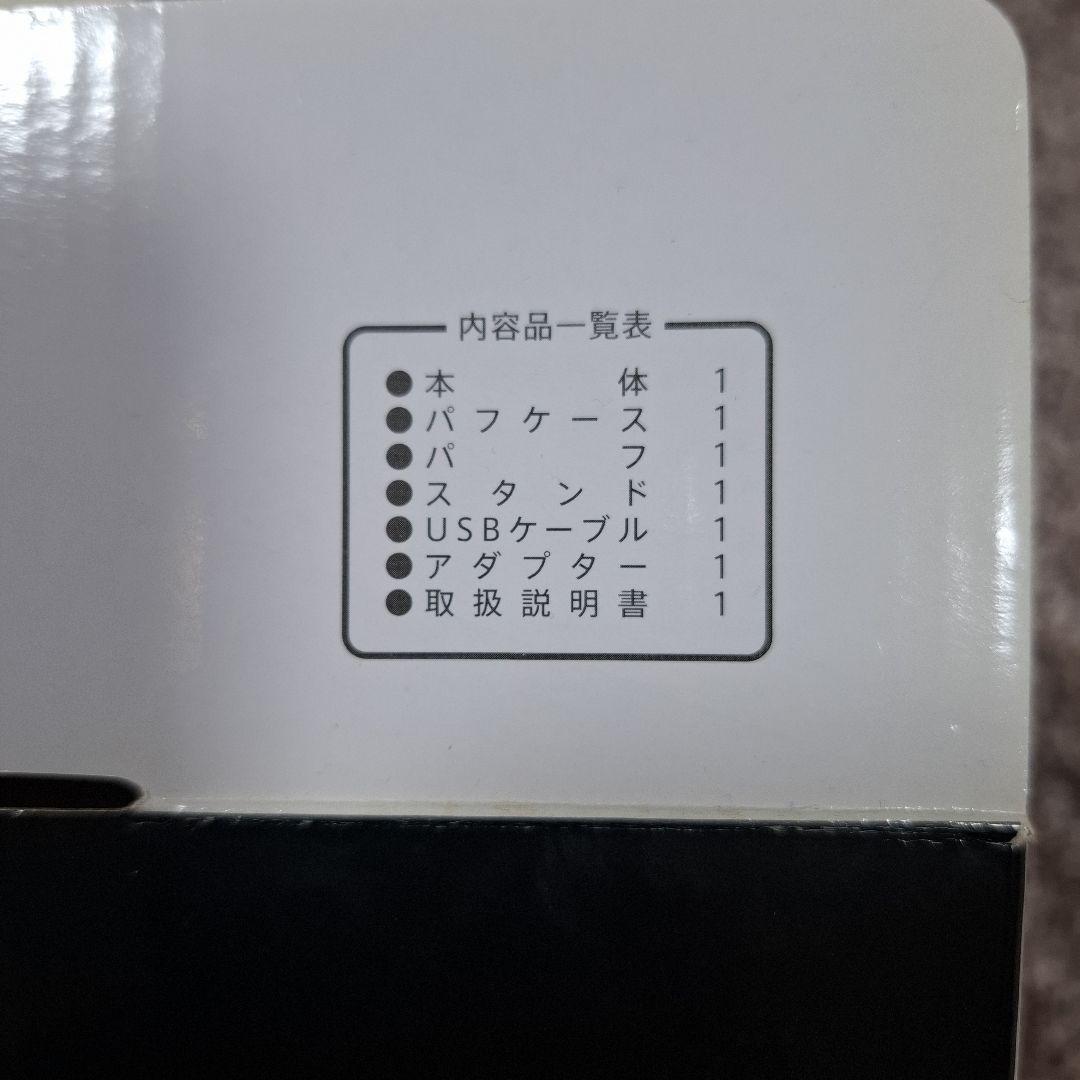 内容品一覧表
●本体 1
●パフケース 1
●パフ 1
●スタンド 1
●USBケーブル 1
●アダプター 1
●取扱説明書 1